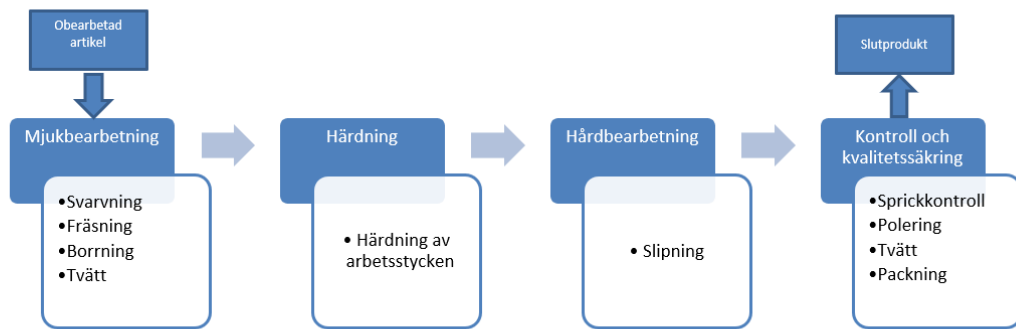 Obearbetad
artikel
Slutprodukt
Mjukbearbetning
•Svarvning
•Fräsning
•Borrning
•Tvätt
Härdning
• Härdning av
arbetsstycken
Hårdbearbetning
• Slipning
Kontroll och
kvalitetssäkring
•Sprickkontroll
•Polering
•Tvätt
•Packning